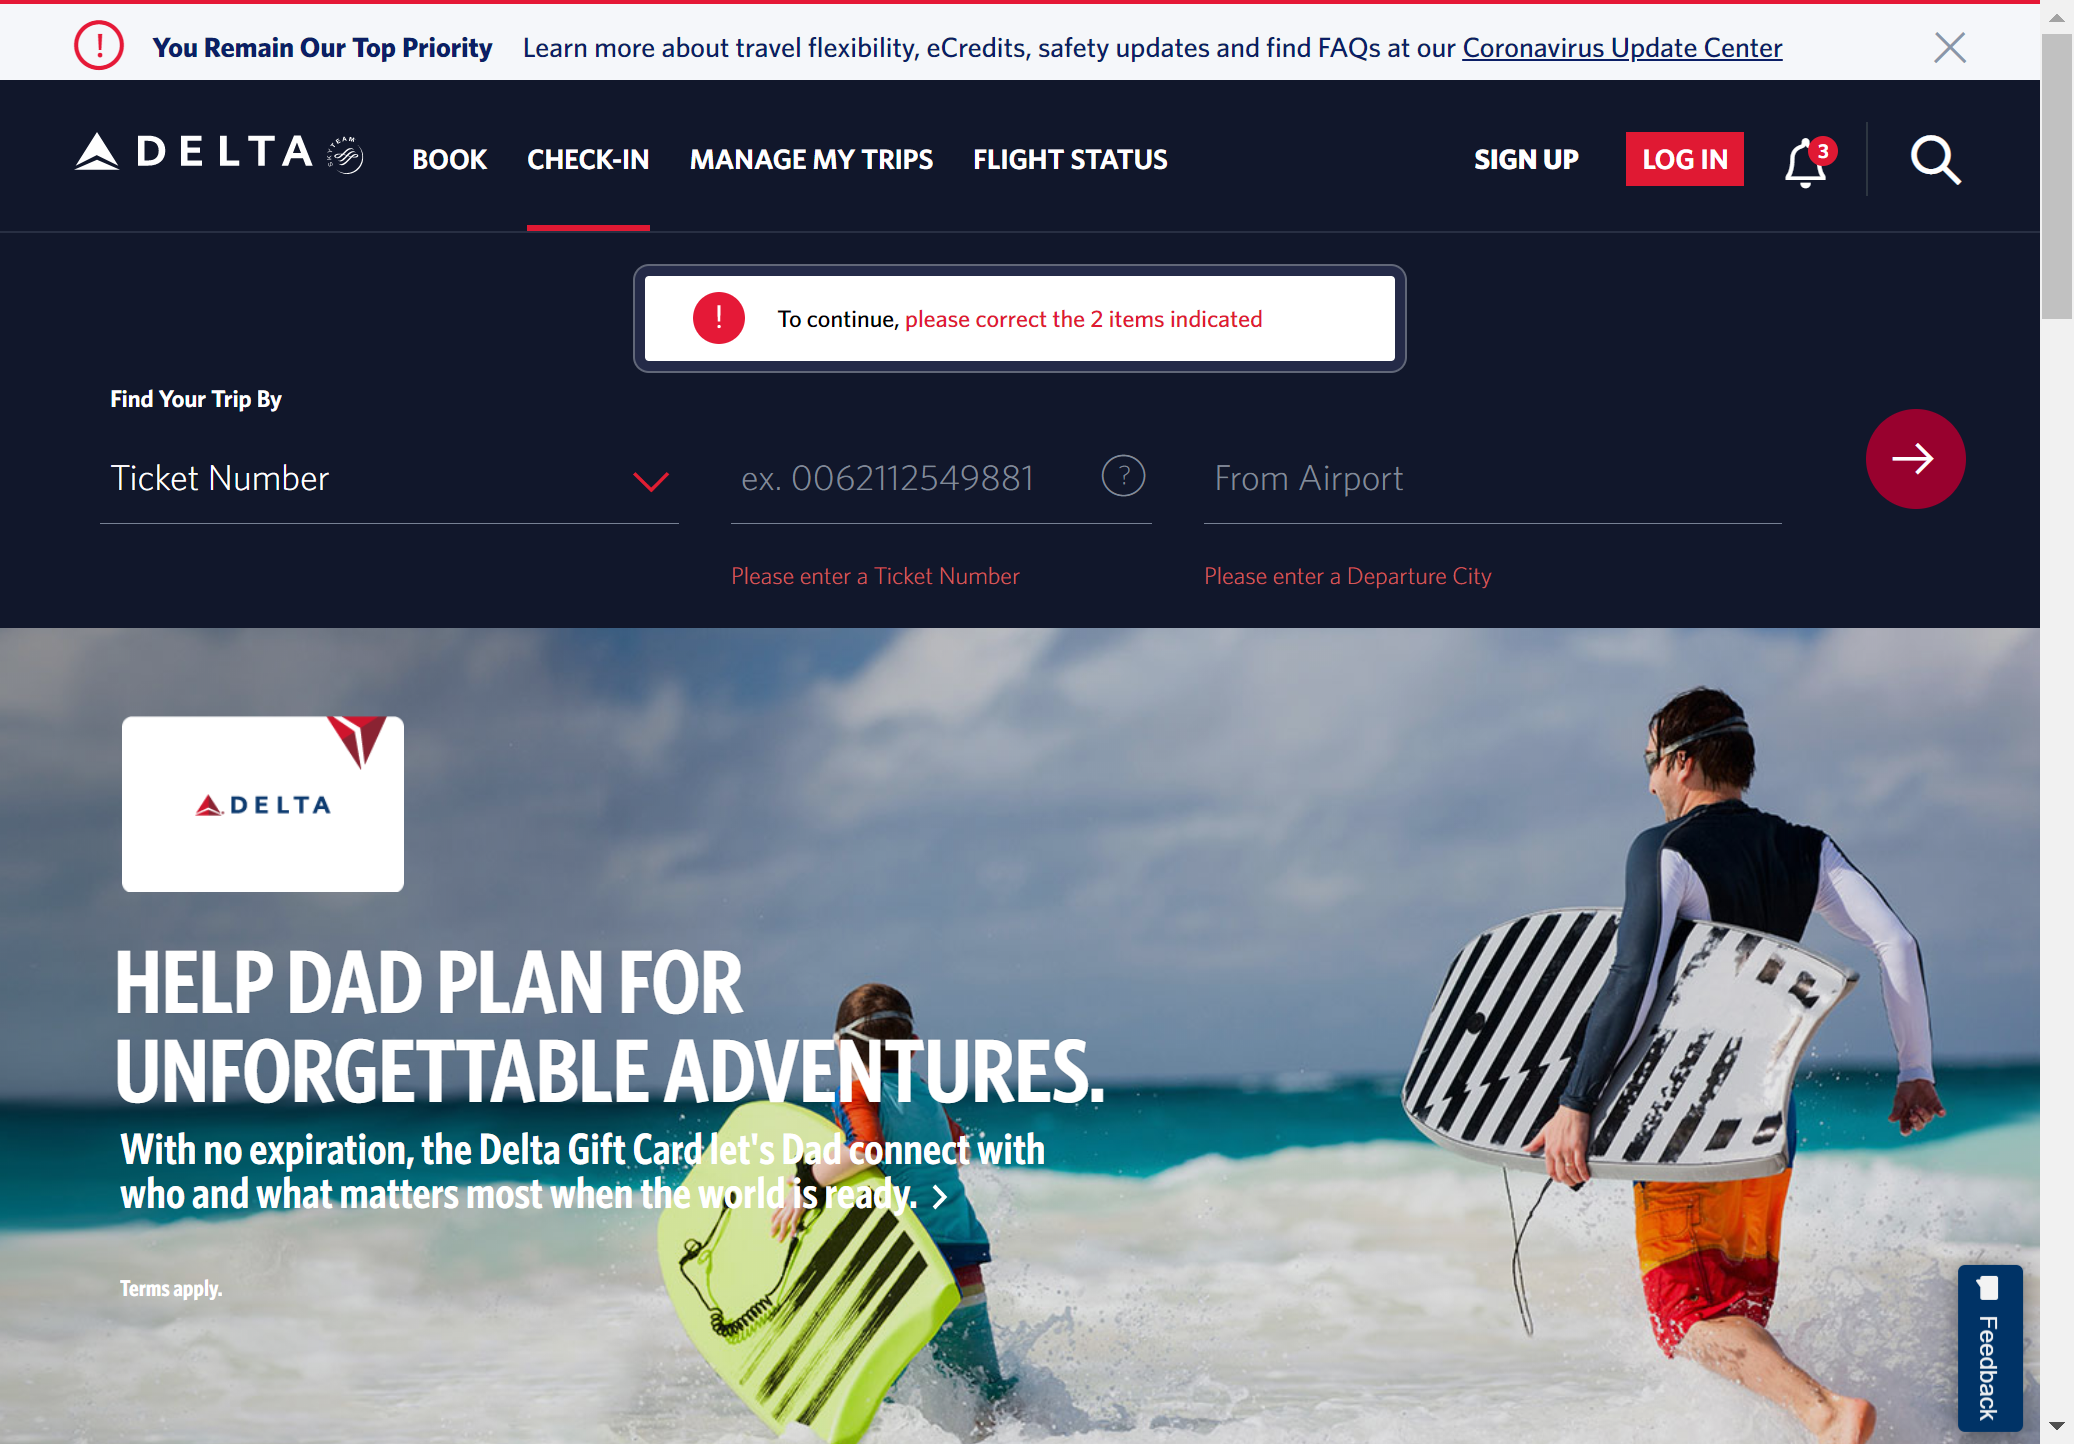 ! You Remain Our Top Priority Learn more about travel flexibility, eCredits, safety updates and find FAQs at our Coronavirus Update Center
DELTA SKYTEAM BOOK CHECK-IN MANAGE MY TRIPS FLIGHT STATUS SIGN UP LOG IN 3
! To continue, please correct the 2 items indicated
Find Your Trip By
Ticket Number ex. 0062112549881 ? From Airport
Please enter a Ticket Number Please enter a Departure City
DELTA
HELP DAD PLAN FOR
UNFORGETTABLE ADVENTURES.
With no expiration, the Delta Gift Card let's Dad connect with
who and what matters most when the world is ready. >
Terms apply.
Feedback